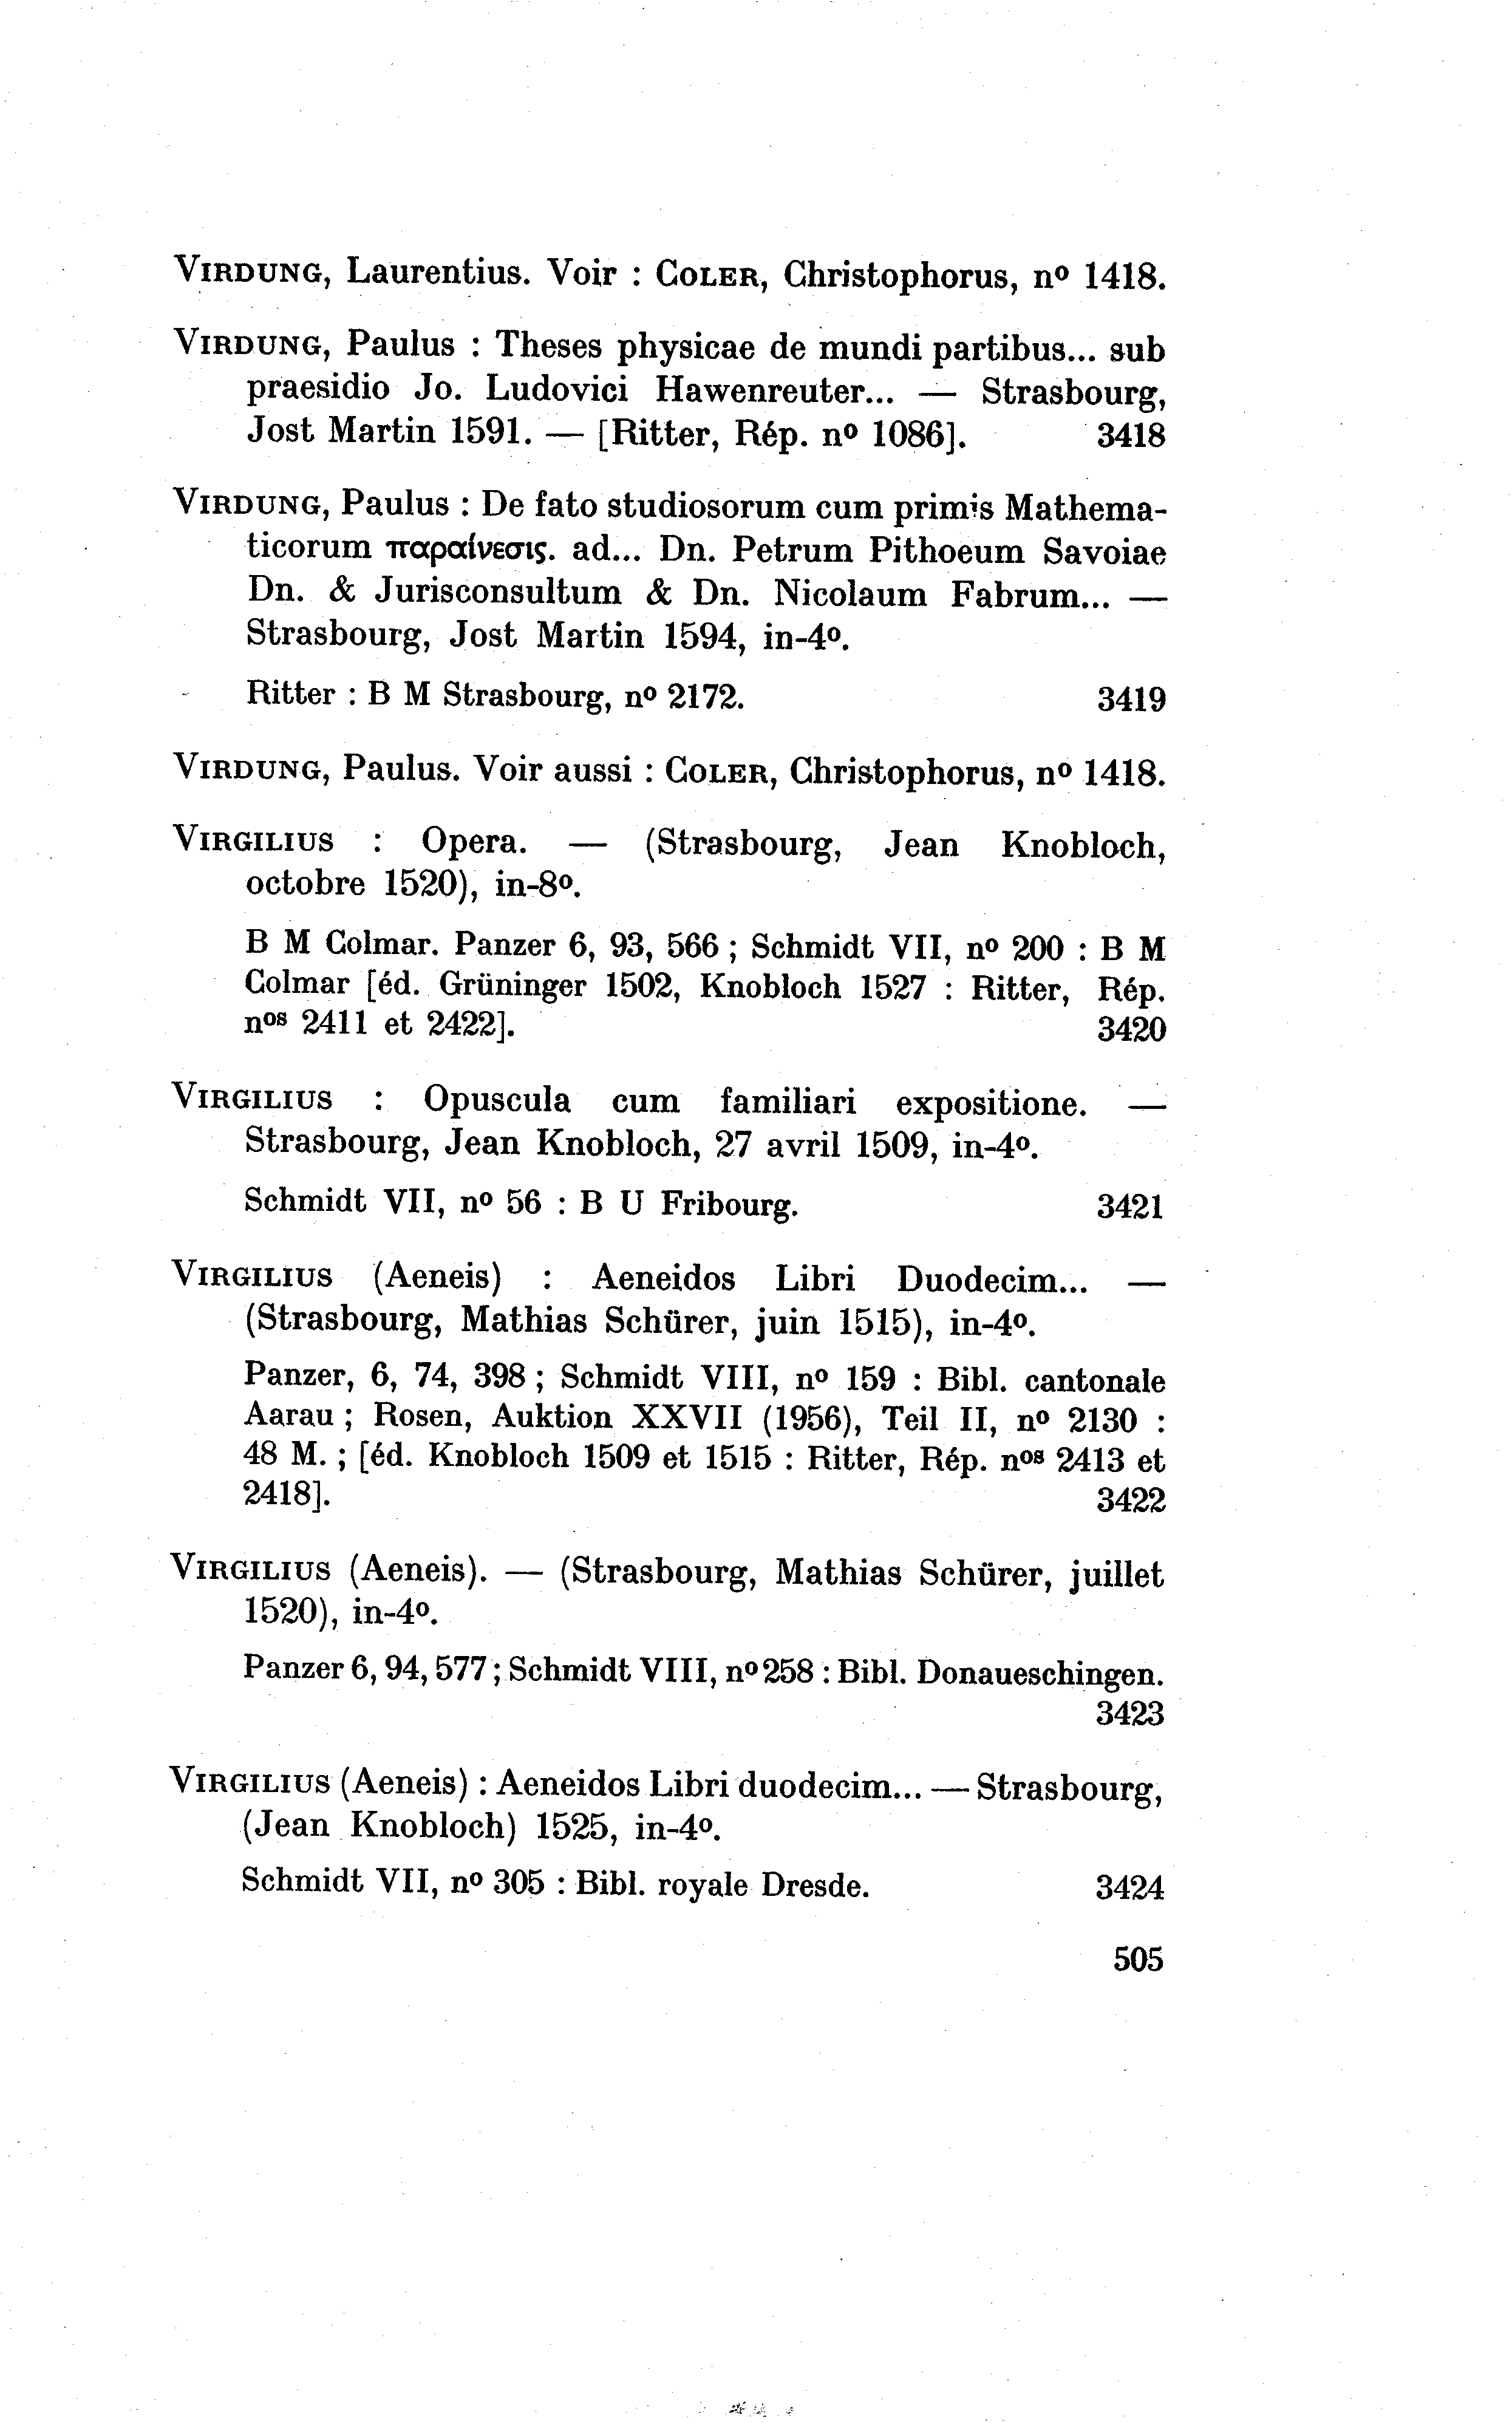 VIRDUNG, Laurentius. Voir : COLER, Christophorus, nº 1418.
VIRDUNG, Paulus : Theses physicae de mundi partibus... sub
praesidio Jo. Ludovici Hawenreuter... — Strasbourg,
Jost Martin 1591. — [Ritter, Rép. nº 1086]. 3418
VIRDUNG, Paulus : De fato studiosorum cum primis Mathema-
ticorum παραίνεσις. ad... Dn. Petrum Pithoeum Savoiae
Dn. & Jurisconsultum & Dn. Nicolaum Fabrum... —
Strasbourg, Jost Martin 1594, in-4º.
Ritter : B M Strasbourg, nº 2172. 3419
VIRDUNG, Paulus. Voir aussi : COLER, Christophorus, nº 1418.
VIRGILIUS : Opera. — (Strasbourg, Jean Knobloch,
octobre 1520), in-8º.
B M Colmar. Panzer 6, 93, 566 ; Schmidt VII, nº 200 : B M
Colmar [éd. Grüninger 1502, Knobloch 1527 : Ritter, Rép.
nos 2411 et 2422]. 3420
VIRGILIUS : Opuscula cum familiari expositione. —
Strasbourg, Jean Knobloch, 27 avril 1509, in-4º.
Schmidt VII, nº 56 : B U Fribourg. 3421
VIRGILIUS (Aeneis) : Aeneidos Libri Duodecim... —
(Strasbourg, Mathias Schürer, juin 1515), in-4º.
Panzer, 6, 74, 398 ; Schmidt VIII, nº 159 : Bibl. cantonale
Aarau ; Rosen, Auktion XXVII (1956), Teil II, nº 2130 :
48 M. ; [éd. Knobloch 1509 et 1515 : Ritter, Rép. nos 2413 et
2418]. 3422
VIRGILIUS (Aeneis). — (Strasbourg, Mathias Schürer, juillet
1520), in-4º.
Panzer 6, 94, 577 ; Schmidt VIII, nº 258 : Bibl. Donaueschingen.
3423
VIRGILIUS (Aeneis) : Aeneidos Libri duodecim... — Strasbourg,
(Jean Knobloch) 1525, in-4º.
Schmidt VII, nº 305 : Bibl. royale Dresde. 3424
505